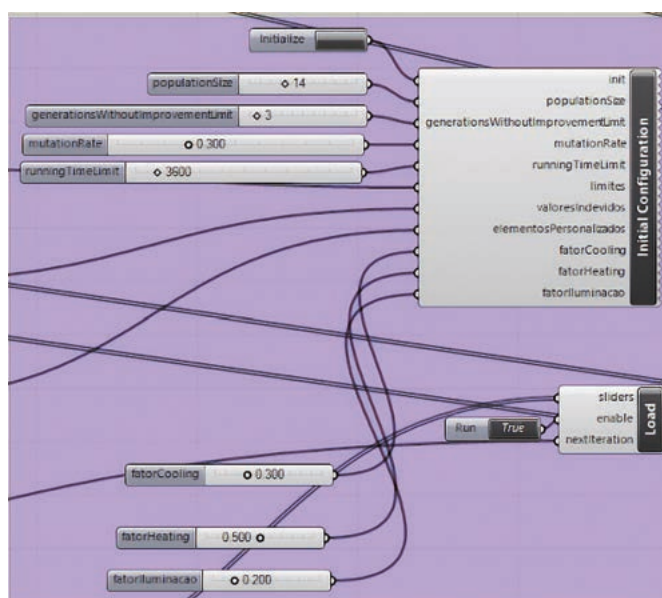 Initialize
populationSize 14
generationsWithoutImprovementLimit 3
mutationRate 0.300
runningTimeLimit 3600
init
populationSize
generationsWithoutImprovementLimit
mutationRate
runningTimeLimit
limites
valoresIndevidos
elementosPersonalizados
fatorCooling
fatorHeating
fatorIluminacao
Initial Configuration
sliders
enable
nextIteration
Load
Run True
fatorCooling 0.300
fatorHeating 0.500
fatorIluminacao 0.200